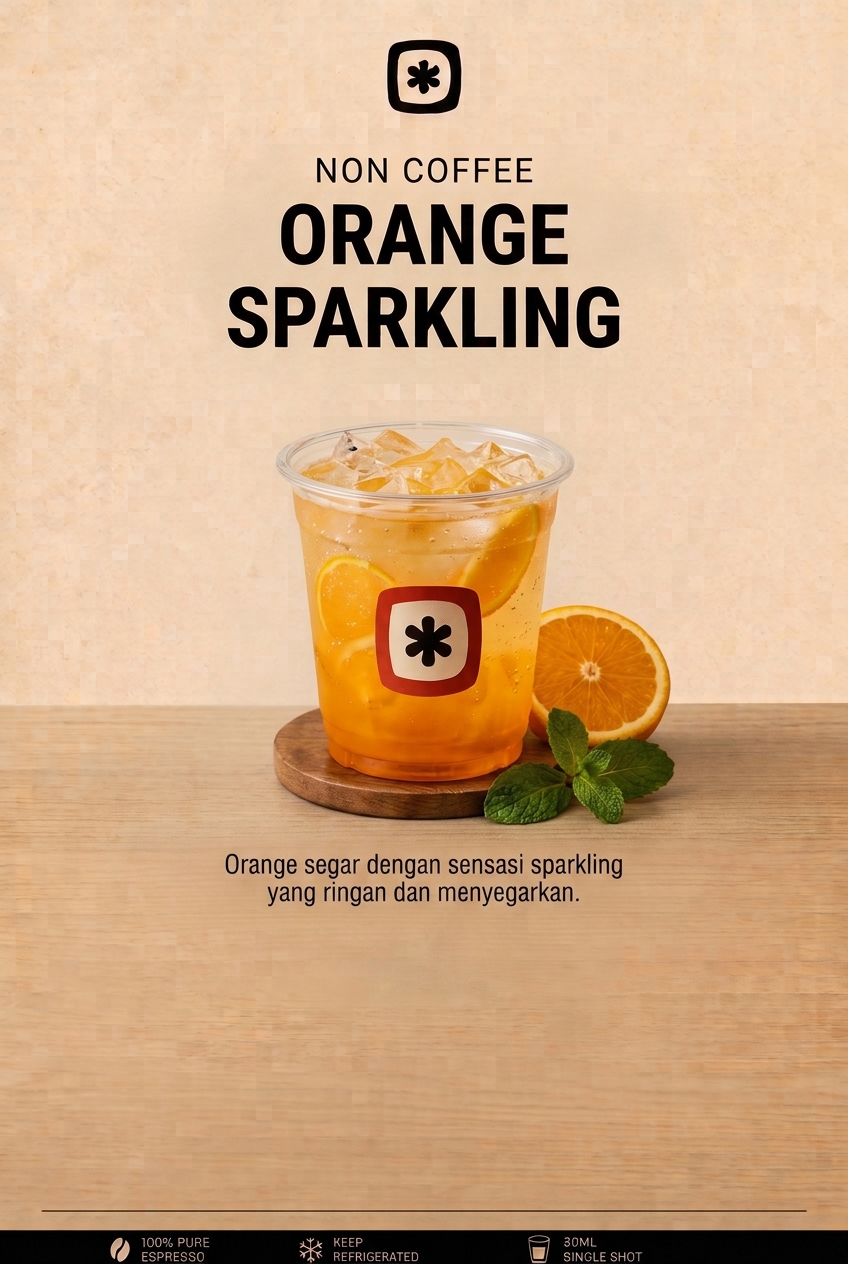 NON COFFEE
ORANGE
SPARKLING
Orange segar dengan sensasi sparkling
yang ringan dan menyegarkan.
100% PURE
ESPRESSO
KEEP
REFRIGERATED
30ML
SINGLE SHOT